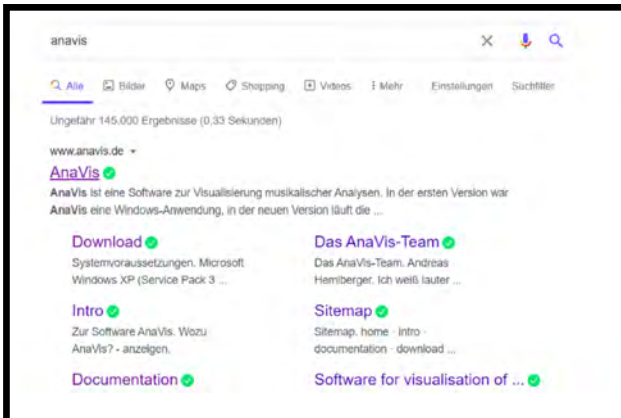 anavis
Alle Bilder Maps Shopping Videos Mehr Einstellungen Suchfilter
Ungefähr 145.000 Ergebnisse (0,33 Sekunden)
www.anavis.de
AnaVis
AnaVis ist eine Software zur Visualisierung musikalischer Analysen. In der ersten Version war
AnaVis eine Windows-Anwendung, in der neuen Version läuft die ...
Download
Systemvoraussetzungen. Microsoft
Windows XP (Service Pack 3 ...
Das AnaVis-Team
Das AnaVis-Team. Andreas
Hemlberger. Ich weiß lauter ...
Intro
Zur Software AnaVis. Wozu
AnaVis? - anzeigen.
Sitemap
Sitemap. home · intro ·
documentation · download ...
Documentation
Software for visualisation of ...